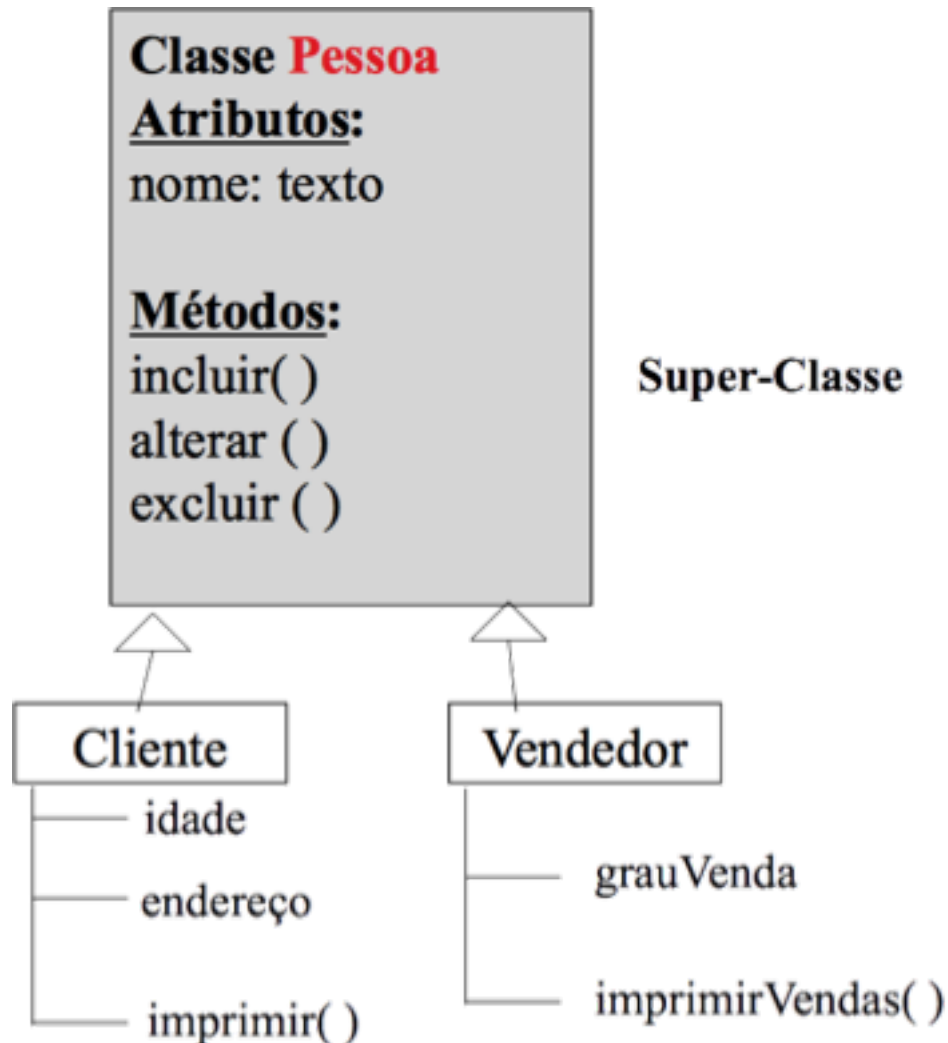 Classe Pessoa
Atributos:
nome: texto
Métodos:
incluir( )
alterar ( )
excluir ( )
Super-Classe
Cliente
idade
endereço
imprimir( )
Vendedor
grauVenda
imprimirVendas( )